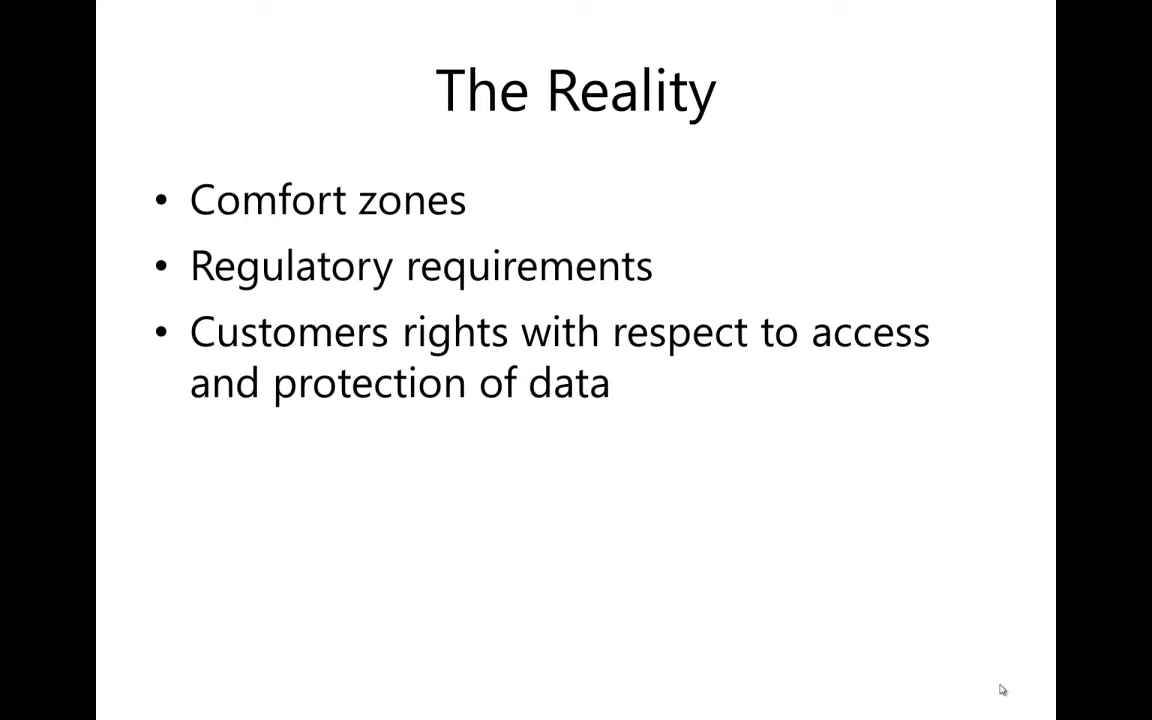 The Reality
• Comfort zones
• Regulatory requirements
• Customers rights with respect to access
and protection of data